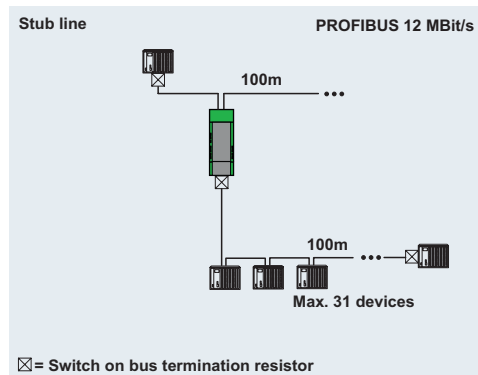 Stub line
PROFIBUS 12 MBit/s
100m
100m
Max. 31 devices
= Switch on bus termination resistor